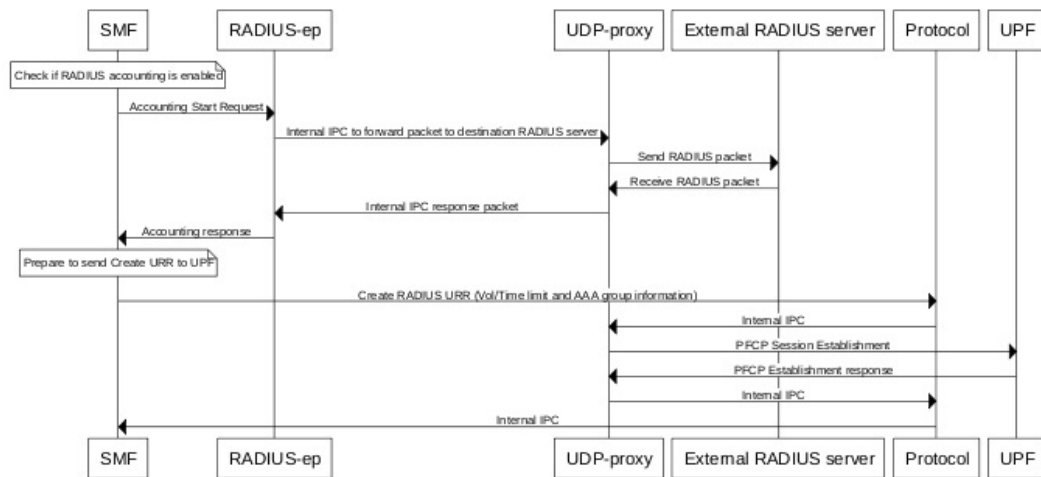 SMF RADIUS-ep UDP-proxy External RADIUS server Protocol UPF
Check if RADIUS accounting is enabled
Accounting Start Request
Internal IPC to forward packet to destination RADIUS server
Send RADIUS packet
Receive RADIUS packet
Internal IPC response packet
Accounting response
Prepare to send Create URR to UPF
Create RADIUS URR (Vol/Time limit and AAA group information)
Internal IPC
PFCP Session Establishment
PFCP Establishment response
Internal IPC
Internal IPC
SMF RADIUS-ep UDP-proxy External RADIUS server Protocol UPF